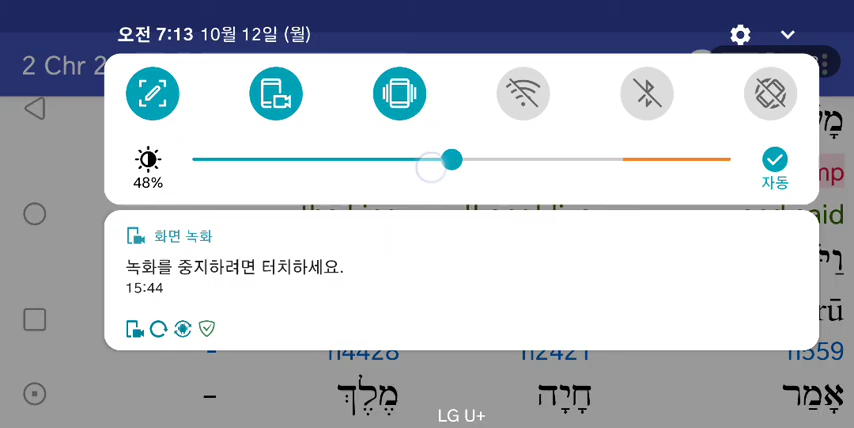 오전 7:13 10월 12일 (월)
2 Chr 2
48%
자동
화면 녹화
녹화를 중지하려면 터치하세요.
15:44
- h4428 h2421 h559
- מֶלֶךְ חָיָה אָמַר
LG U+